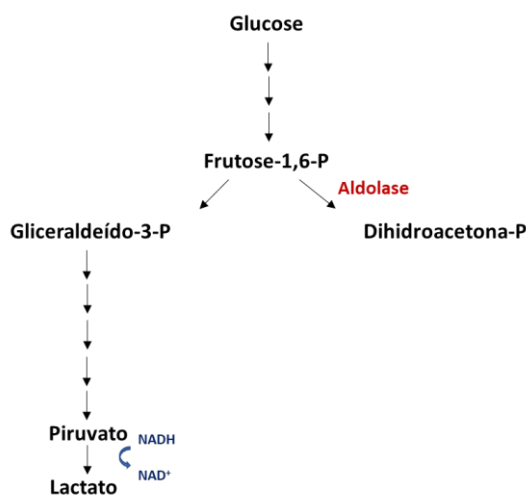 Glucose
Frutose-1,6-P
Aldolase
Gliceraldeído-3-P
Dihidroacetona-P
Piruvato
NADH
NAD⁺
Lactato